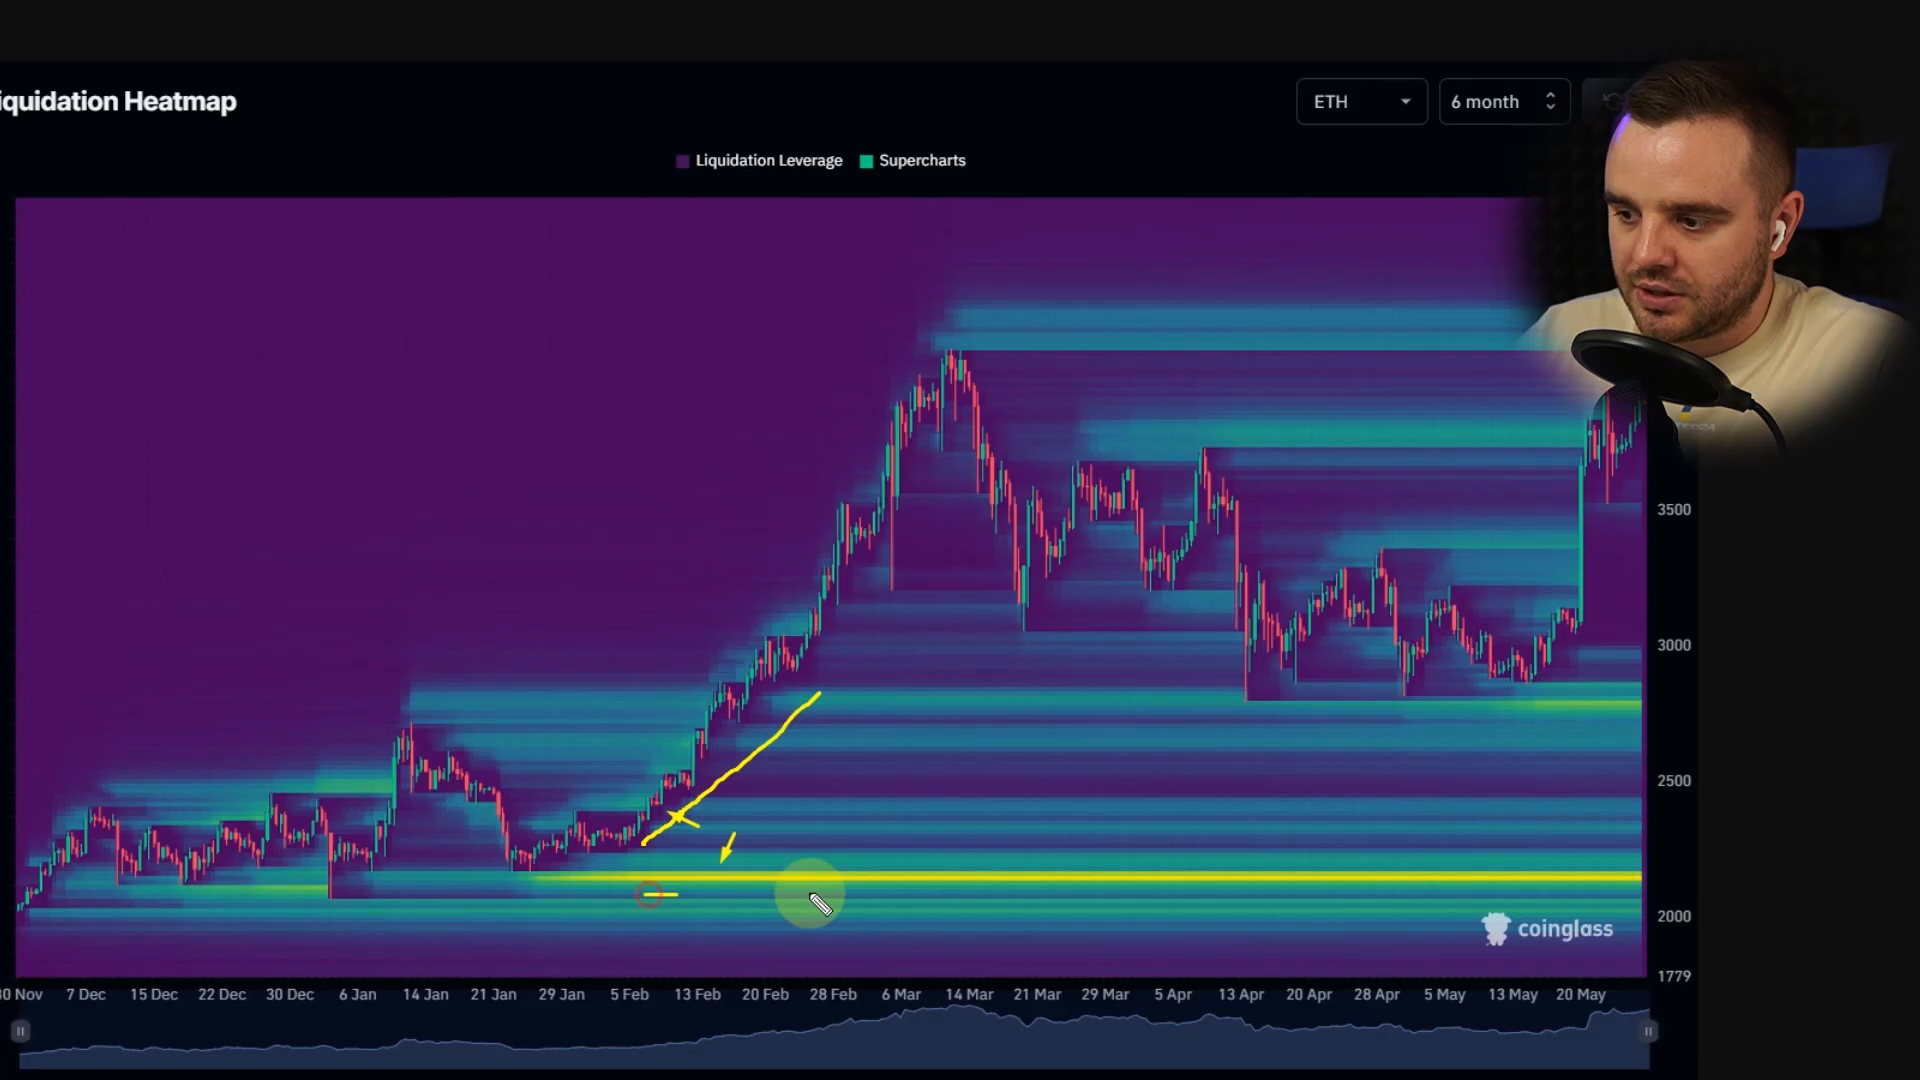 iquidation Heatmap
ETH
6 month
Liquidation Leverage
Supercharts
3500
3000
2500
2000
1779
coinglass
30 Nov 7 Dec 15 Dec 22 Dec 30 Dec 6 Jan 14 Jan 21 Jan 29 Jan 5 Feb 13 Feb 20 Feb 28 Feb 6 Mar 14 Mar 21 Mar 29 Mar 5 Apr 13 Apr 20 Apr 28 Apr 5 May 13 May 20 May